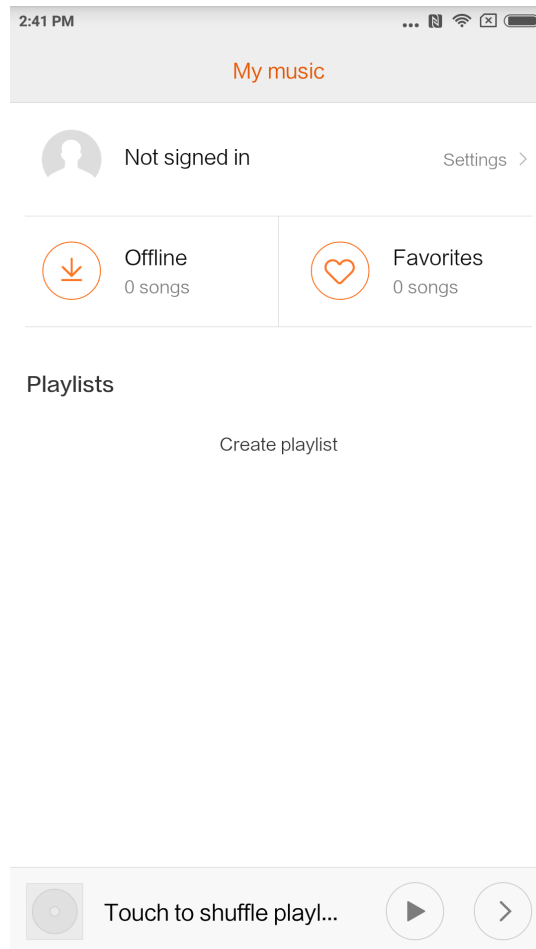 2:41 PM
My music
Not signed in
Settings
Offline
0 songs
Favorites
0 songs
Playlists
Create playlist
Touch to shuffle playl...